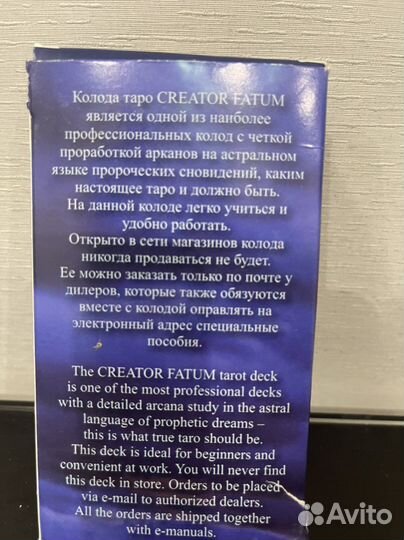 Колода таро CREATOR FATUM
является одной из наиболее
профессиональных колод с четкой
проработкой арканов на астральном
языке пророческих сновидений, каким
настоящее таро и должно быть.
На данной колоде легко учиться и
удобно работать.
Открыто в сети магазинов колода
никогда продаваться не будет.
Ее можно заказать только по почте у
дилеров, которые также обязуются
вместе с колодой оправлять на
электронный адрес специальные
пособия.
The CREATOR FATUM tarot deck
is one of the most professional decks
with a detailed arcana study in the astral
language of prophetic dreams –
this is what true taro should be.
This deck is ideal for beginners and
convenient at work. You will never find
this deck in store. Orders to be placed
via e-mail to authorized dealers.
All the orders are shipped together
with e-manuals.
Avito